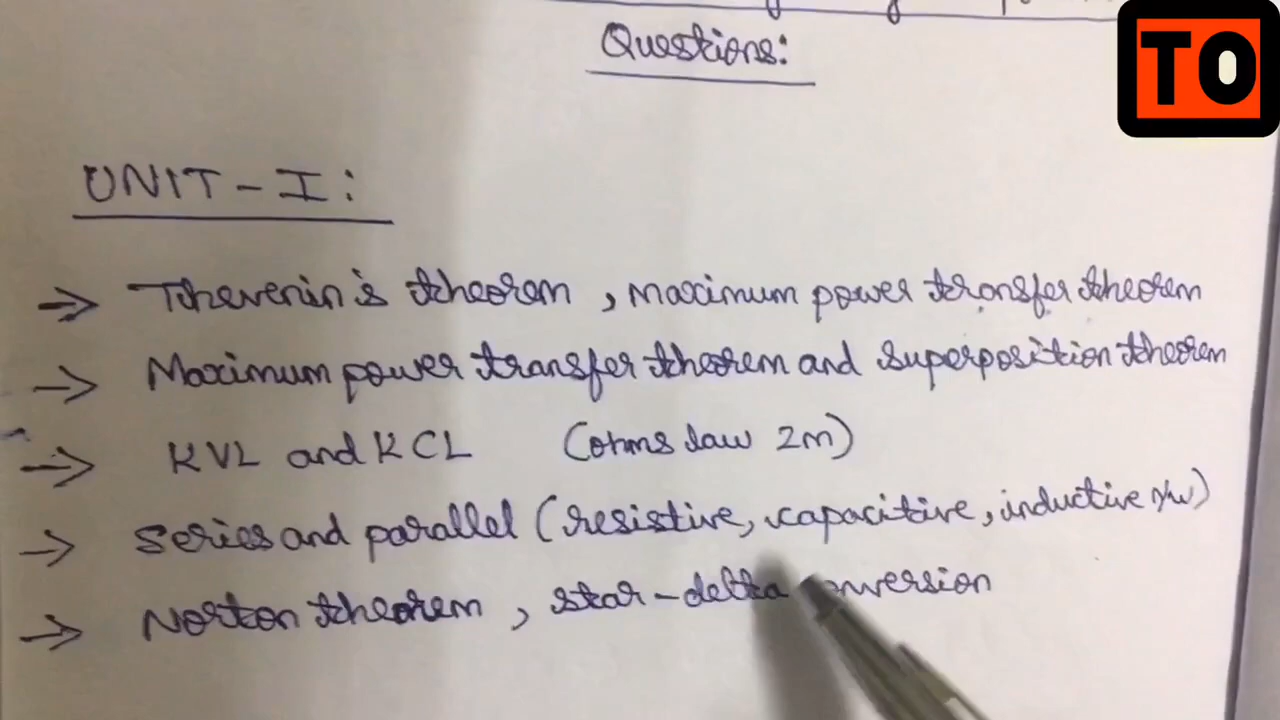 TO
Questions:
UNIT-I:
→ Thevenin's theorem, Maximum power transfer theorem
→ Maximum power transfer theorem and superposition theorem
→ KVL and KCL (ohms law 2m)
→ Series and parallel (resistive, capacitive, inductive n/w)
→ Norton theorem, star-delta conversion